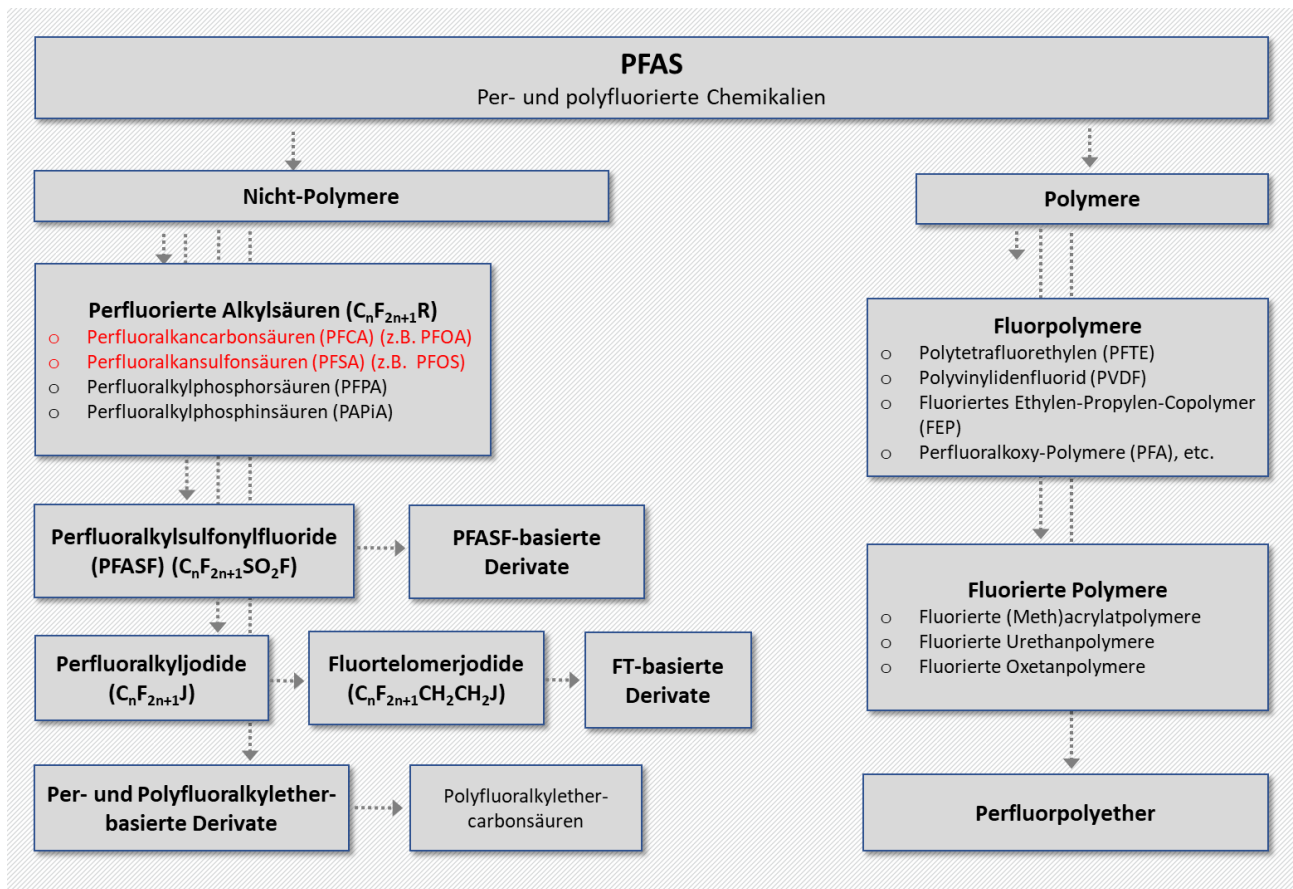 PFAS
Per- und polyfluorierte Chemikalien
Nicht-Polymere
Polymere
Perfluorierte Alkylsäuren (CₙF₂ₙ₊₁R)
o Perfluoralkancarbonsäuren (PFCA) (z.B. PFOA)
o Perfluoralkansulfonsäuren (PFSA) (z.B. PFOS)
o Perfluoralkylphosphorsäuren (PFPA)
o Perfluoralkylphosphinsäuren (PAPiA)
Fluorpolymere
o Polytetrafluorethylen (PFTE)
o Polyvinylidenfluorid (PVDF)
o Fluoriertes Ethylen-Propylen-Copolymer
(FEP)
o Perfluoralkoxy-Polymere (PFA), etc.
Perfluoralkylsulfonylfluoride
(PFASF) (CₙF₂ₙ₊₁SO₂F)
PFASF-basierte
Derivate
Fluorierte Polymere
o Fluorierte (Meth)acrylatpolymere
o Fluorierte Urethanpolymere
o Fluorierte Oxetanpolymere
Perfluoralkyljodide
(CₙF₂ₙ₊₁J)
Fluortelomerjodide
(CₙF₂ₙ₊₁CH₂CH₂J)
FT-basierte
Derivate
Per- und Polyfluoralkylether-
basierte Derivate
Polyfluoralkylether-
carbonsäuren
Perfluorpolyether